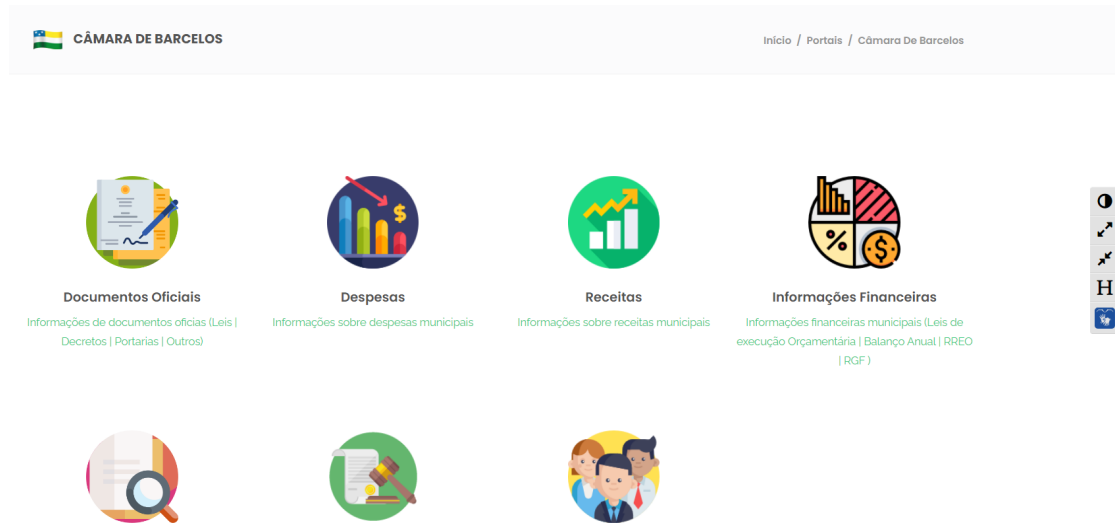 CÂMARA DE BARCELOS
Início / Portais / Câmara De Barcelos
Documentos Oficiais
Informações de documentos oficias (Leis |
Decretos | Portarias | Outros)
Despesas
Informações sobre despesas municipais
Receitas
Informações sobre receitas municipais
Informações Financeiras
Informações financeiras municipais (Leis de
execução Orçamentária | Balanço Anual | RREO
| RGF )
H